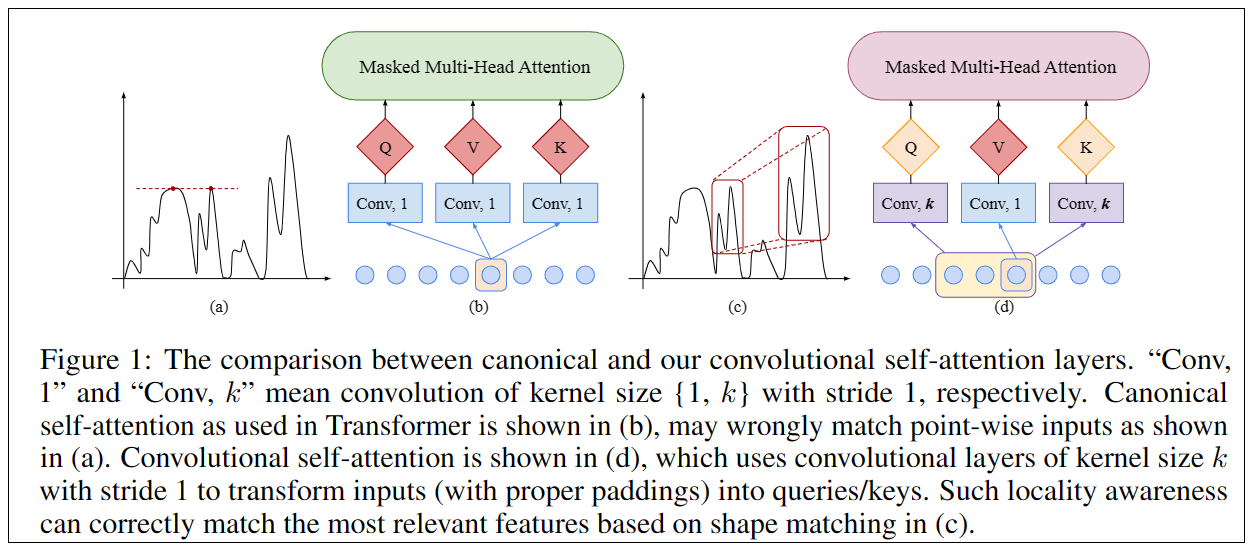 Masked Multi-Head Attention
Masked Multi-Head Attention
Q
V
K
Q
V
K
Conv, 1
Conv, 1
Conv, 1
Conv, k
Conv, 1
Conv, k
(a)
(b)
(c)
(d)
Figure 1: The comparison between canonical and our convolutional self-attention layers. “Conv,
1” and “Conv, k” mean convolution of kernel size {1, k} with stride 1, respectively. Canonical
self-attention as used in Transformer is shown in (b), may wrongly match point-wise inputs as shown
in (a). Convolutional self-attention is shown in (d), which uses convolutional layers of kernel size k
with stride 1 to transform inputs (with proper paddings) into queries/keys. Such locality awareness
can correctly match the most relevant features based on shape matching in (c).